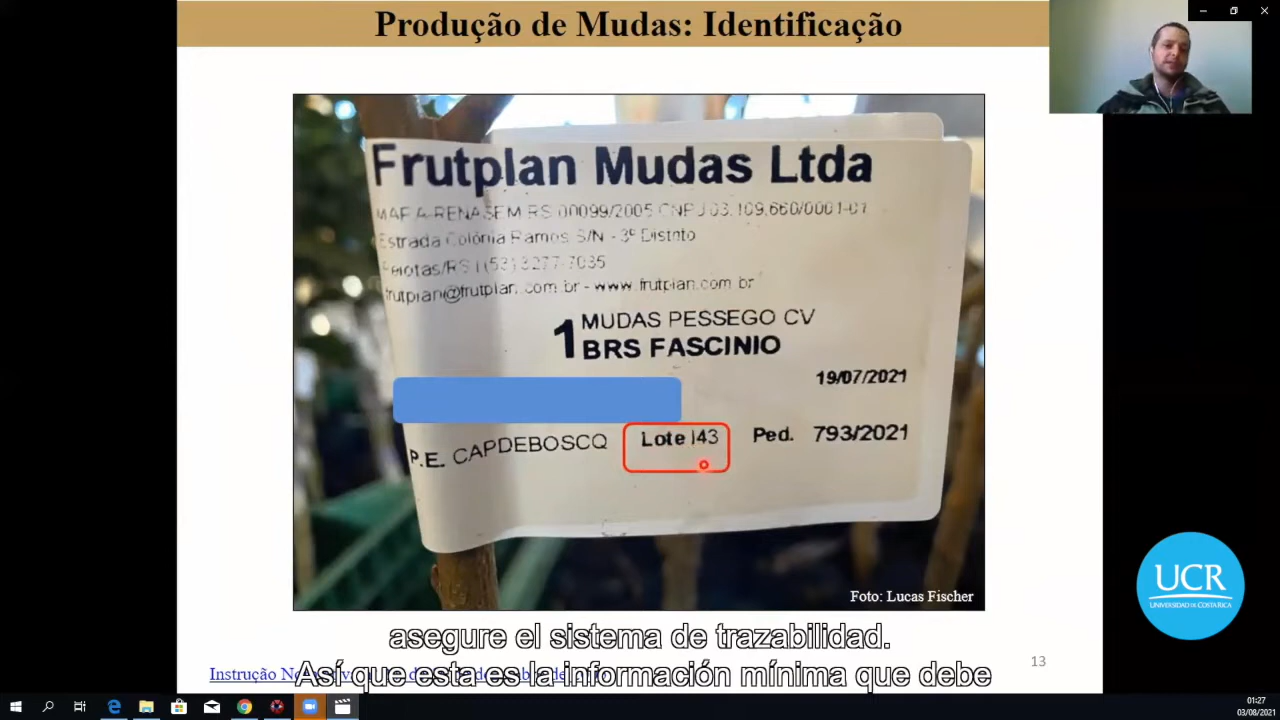 Produção de Mudas: Identificação
Frutplan Mudas Ltda
RENASEM RS 00099/2005 CNPJ 03.109.660/0001-01
Estrada Colônia Ramos S/N - 3º Distrito
Pelotas/RS (53) 3277-7035
frutplan@frutplan.com.br - www.frutplan.com.br
1 MUDAS PESSEGO CV
BRS FASCINIO
19/07/2021
P.E. CAPDEBOSCQ Lote I43 Ped. 793/2021
Foto: Lucas Fischer
UCR
UNIVERSIDAD DE COSTA RICA
asegure el sistema de trazabilidad.
Así que esta es la información mínima que debe
Instrução
13
01:27
03/08/2021